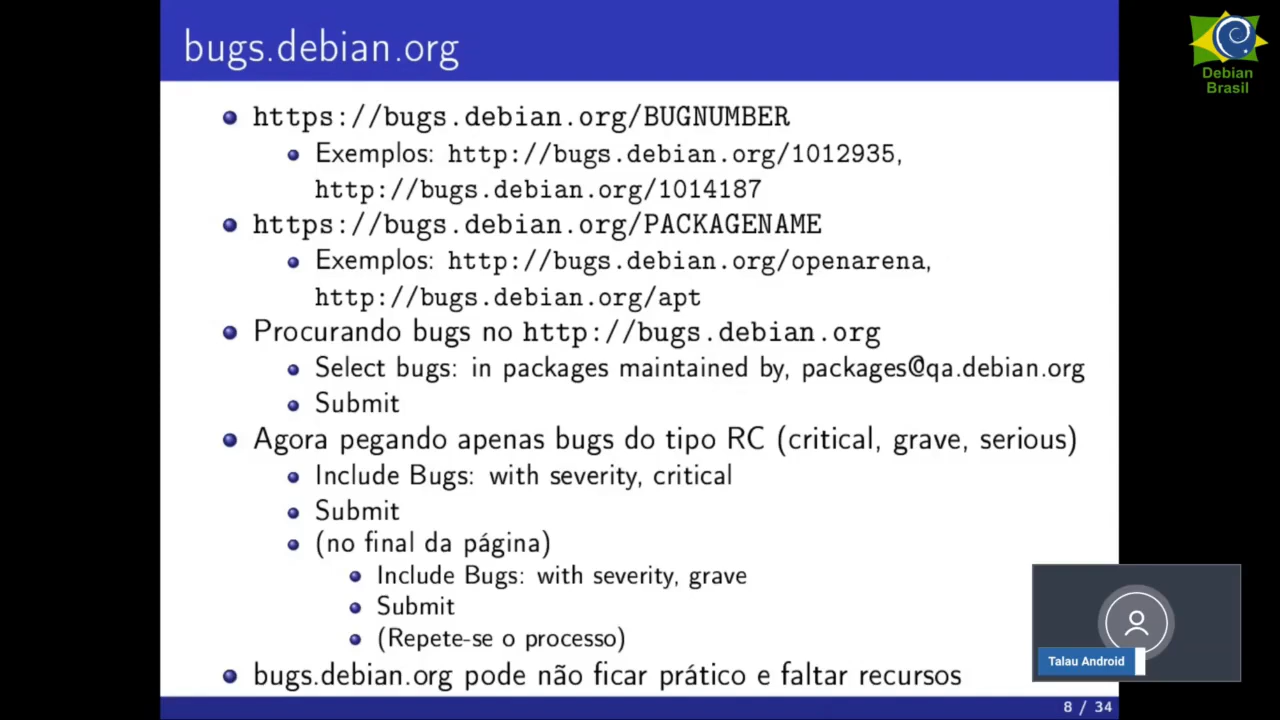 bugs.debian.org
https://bugs.debian.org/BUGNUMBER
Exemplos: http://bugs.debian.org/1012935,
http://bugs.debian.org/1014187
https://bugs.debian.org/PACKAGENAME
Exemplos: http://bugs.debian.org/openarena,
http://bugs.debian.org/apt
Procurando bugs no http://bugs.debian.org
Select bugs: in packages maintained by, packages@qa.debian.org
Submit
Agora pegando apenas bugs do tipo RC (critical, grave, serious)
Include Bugs: with severity, critical
Submit
(no final da página)
Include Bugs: with severity, grave
Submit
(Repete-se o processo)
bugs.debian.org pode não ficar prático e faltar recursos
8 / 34
Debian
Brasil
Talau Android